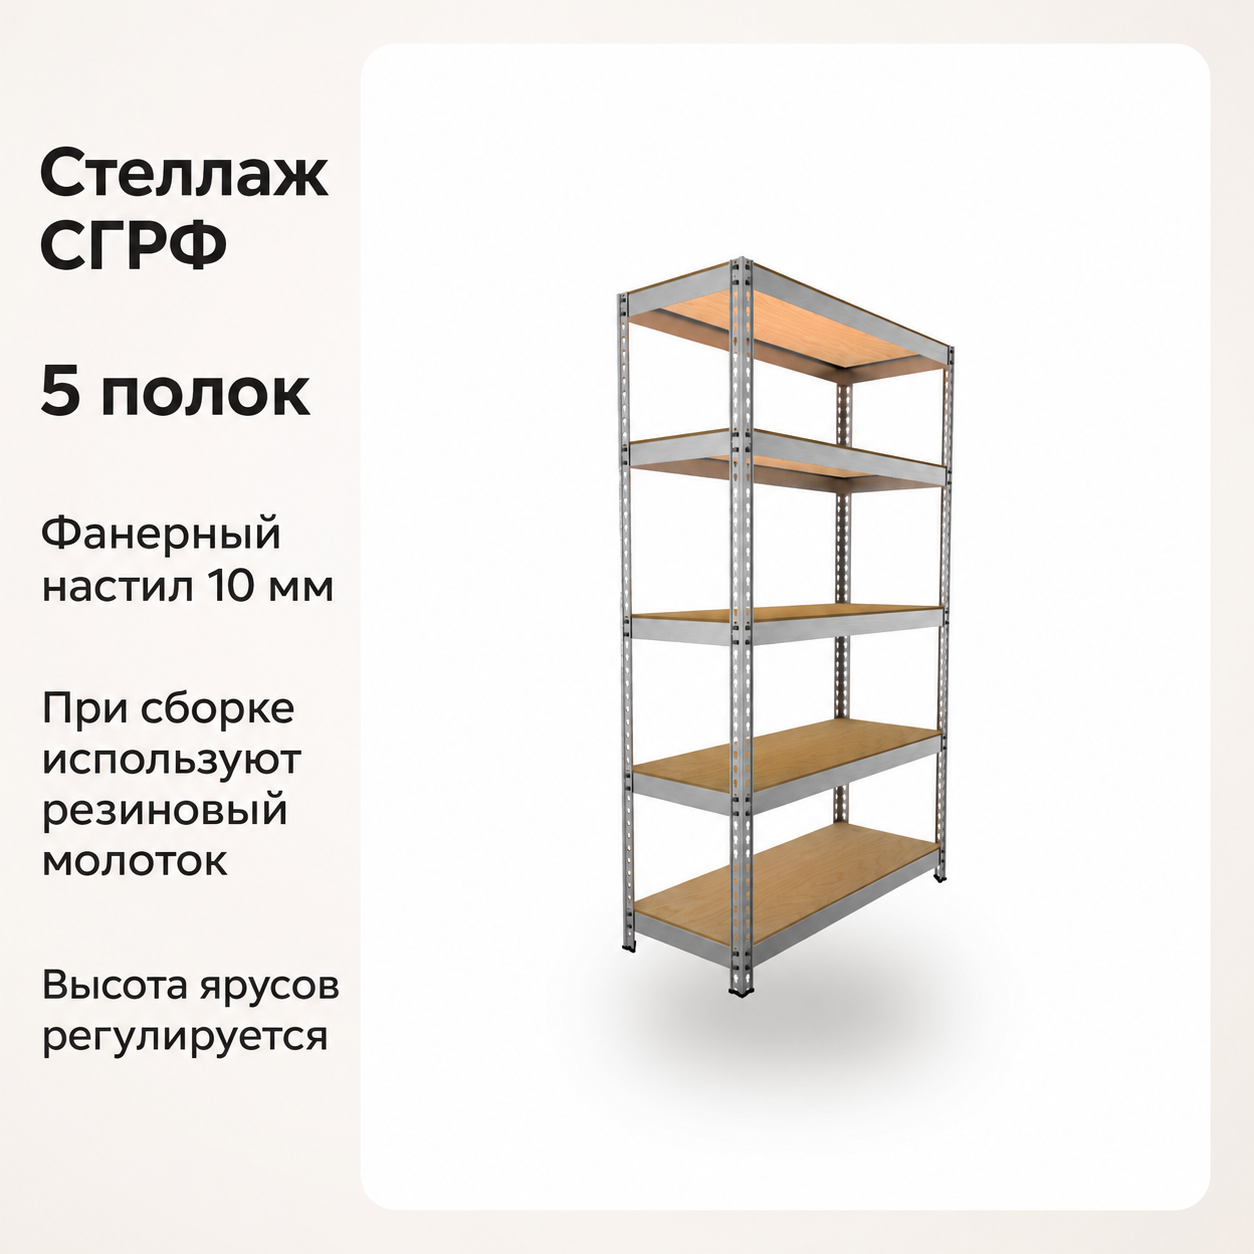 Стеллаж
СГРФ
5 полок
Фанерный
настил 10 мм
При сборке
используют
резиновый
молоток
Высота ярусов
регулируется